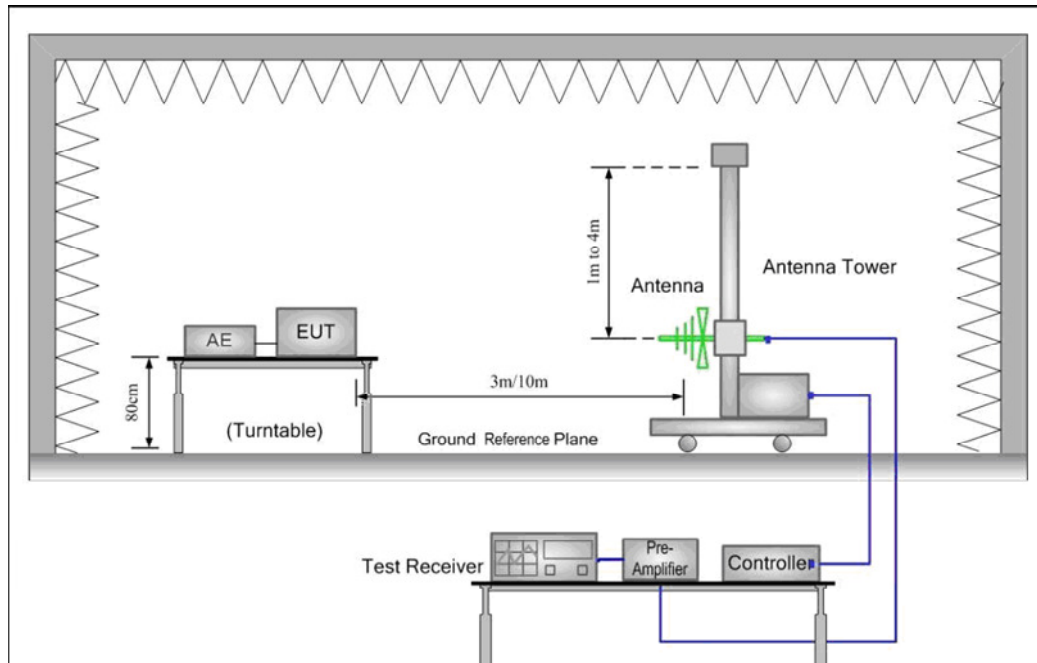 1m to 4m
Antenna Tower
Antenna
AE
EUT
3m/10m
80cm
(Turntable)
Ground Reference Plane
Test Receiver
Pre-
Amplifier
Controller